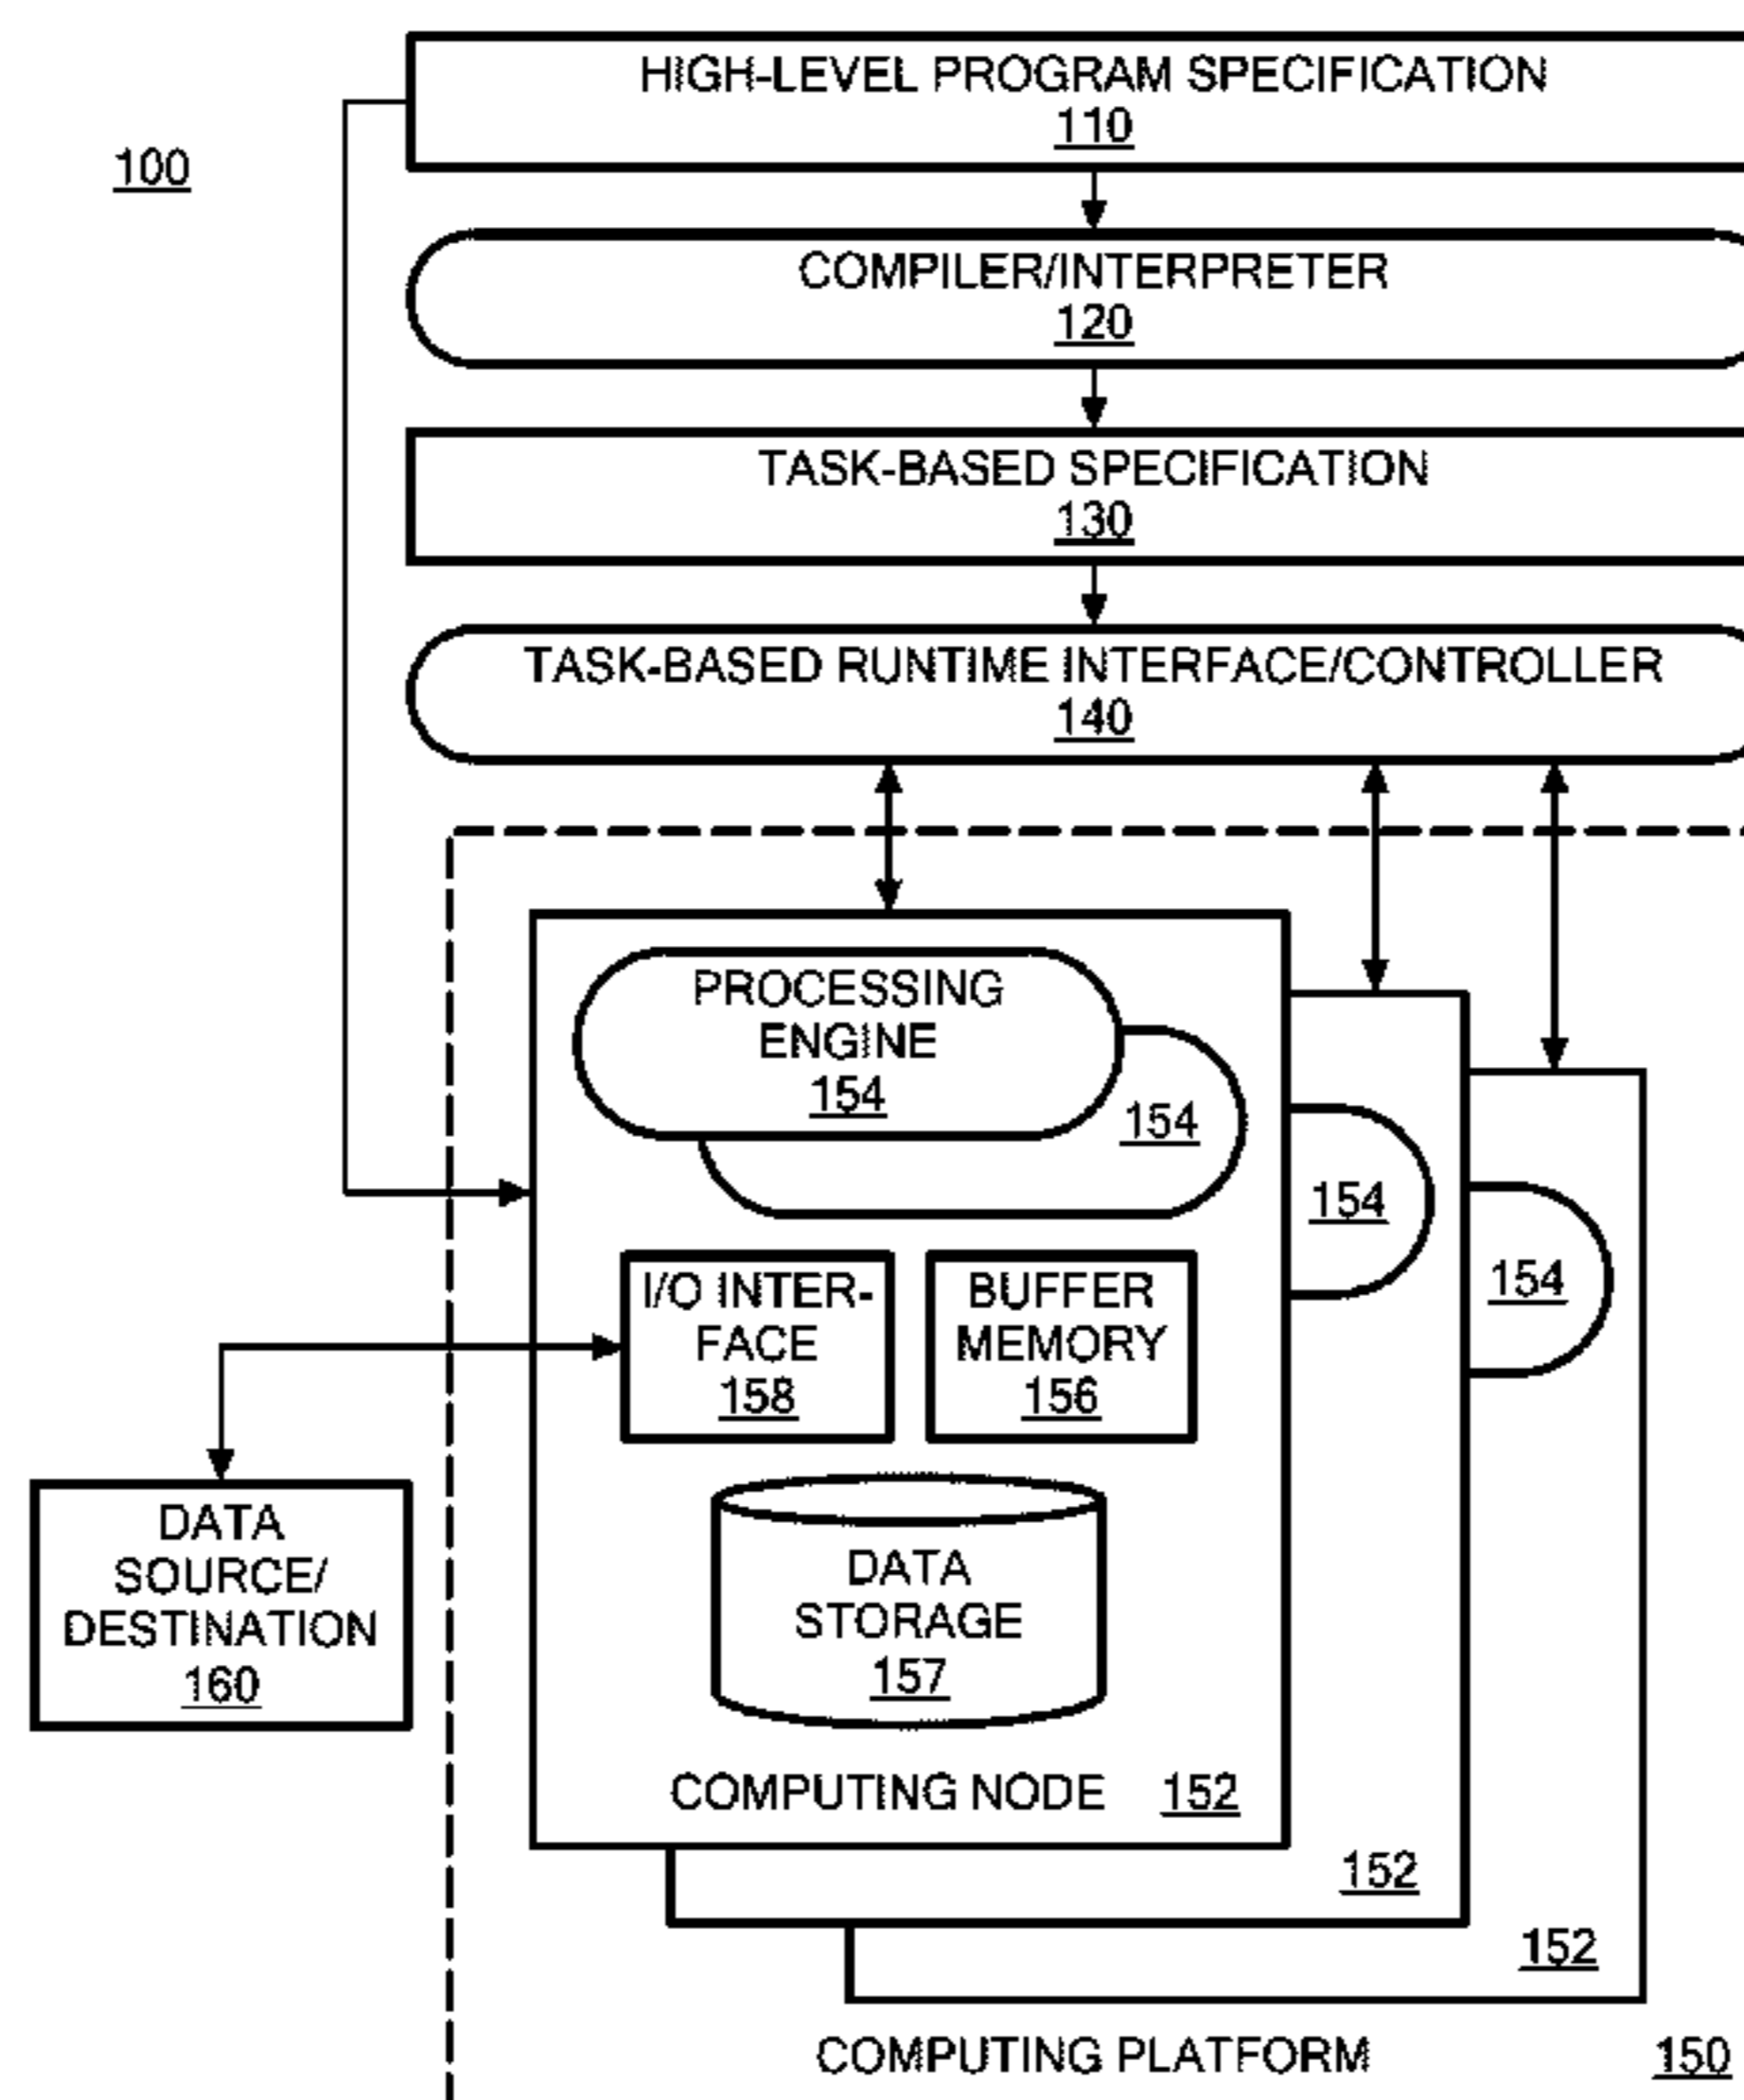 HIGH-LEVEL PROGRAM SPECIFICATION
110
100
COMPILER/INTERPRETER
120
TASK-BASED SPECIFICATION
130
TASK-BASED RUNTIME INTERFACE/CONTROLLER
140
PROCESSING
ENGINE
154
154
154
154
I/O INTER-
FACE
158
BUFFER
MEMORY
156
DATA
SOURCE/
DESTINATION
160
DATA
STORAGE
157
COMPUTING NODE 152
152
152
COMPUTING PLATFORM 150